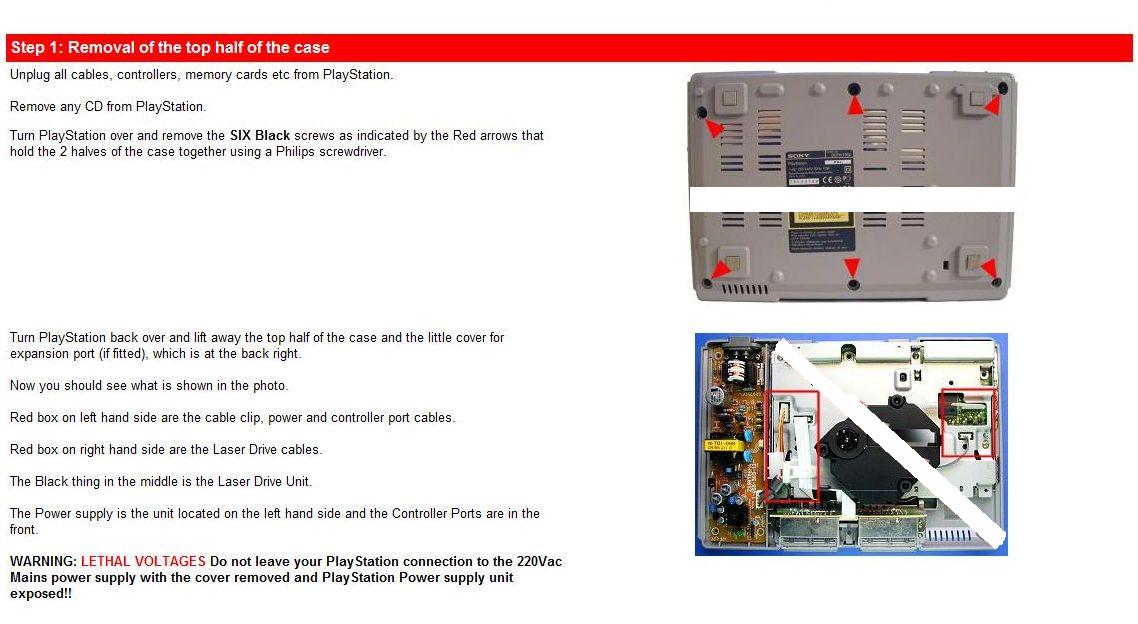 Step 1: Removal of the top half of the case
Unplug all cables, controllers, memory cards etc from PlayStation.
Remove any CD from PlayStation.
Turn PlayStation over and remove the SIX Black screws as indicated by the Red arrows that
hold the 2 halves of the case together using a Philips screwdriver.
SONY
PlayStation
Turn PlayStation back over and lift away the top half of the case and the little cover for
expansion port (if fitted), which is at the back right.
Now you should see what is shown in the photo.
Red box on left hand side are the cable clip, power and controller port cables.
Red box on right hand side are the Laser Drive cables.
The Black thing in the middle is the Laser Drive Unit.
The Power supply is the unit located on the left hand side and the Controller Ports are in the
front.
WARNING: LETHAL VOLTAGES Do not leave your PlayStation connection to the 220Vac
Mains power supply with the cover removed and PlayStation Power supply unit
exposed!!